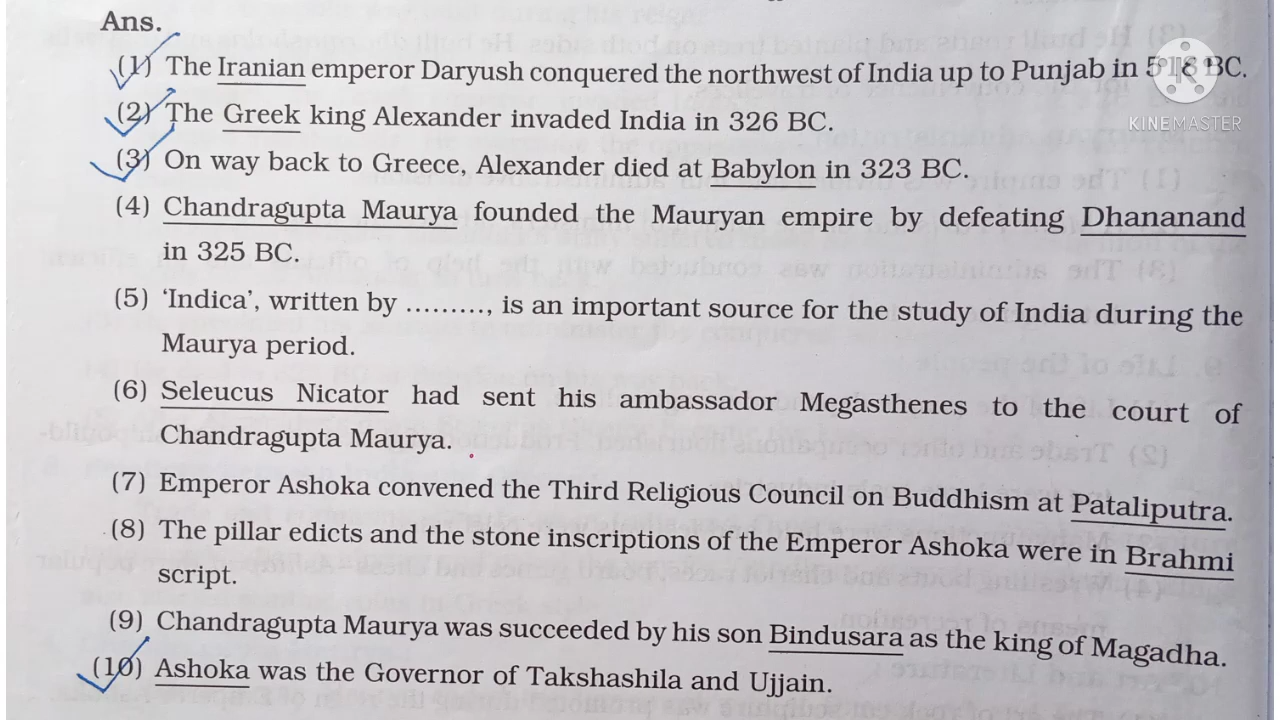 Ans.
(1) The Iranian emperor Daryush conquered the northwest of India up to Punjab in 518 BC.
KINEMASTER
(2) The Greek king Alexander invaded India in 326 BC.
(3) On way back to Greece, Alexander died at Babylon in 323 BC.
(4) Chandragupta Maurya founded the Mauryan empire by defeating Dhananand
in 325 BC.
(5) ‘Indica’, written by ........., is an important source for the study of India during the
Maurya period.
(6) Seleucus Nicator had sent his ambassador Megasthenes to the court of
Chandragupta Maurya.
(7) Emperor Ashoka convened the Third Religious Council on Buddhism at Pataliputra.
(8) The pillar edicts and the stone inscriptions of the Emperor Ashoka were in Brahmi
script.
(9) Chandragupta Maurya was succeeded by his son Bindusara as the king of Magadha.
(10) Ashoka was the Governor of Takshashila and Ujjain.